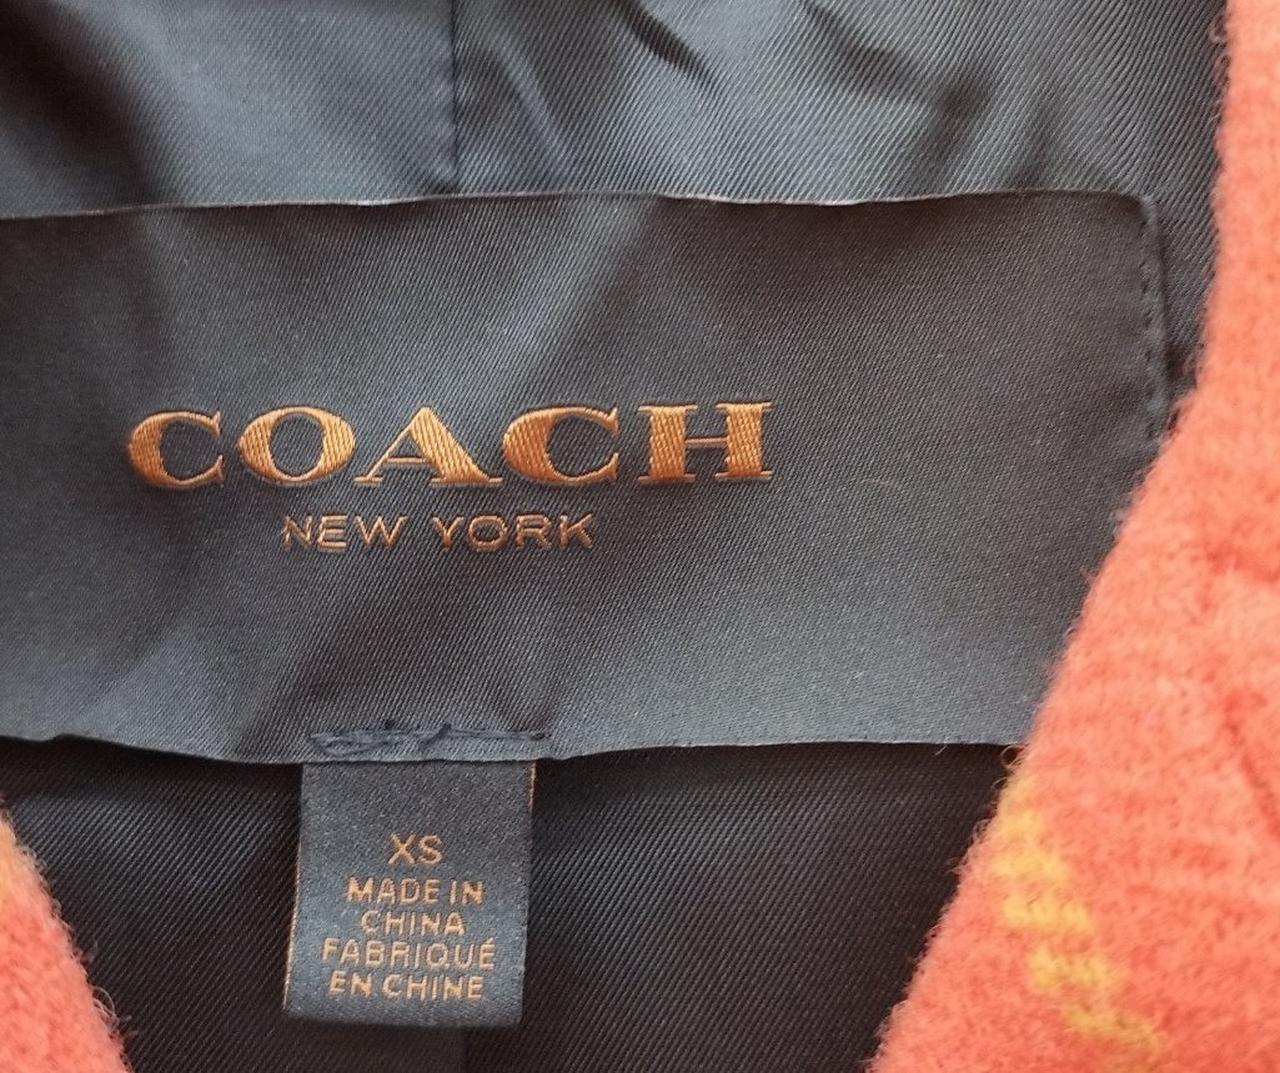 COACH
NEW YORK
XS
MADE IN
CHINA
FABRIQUÉ
EN CHINE